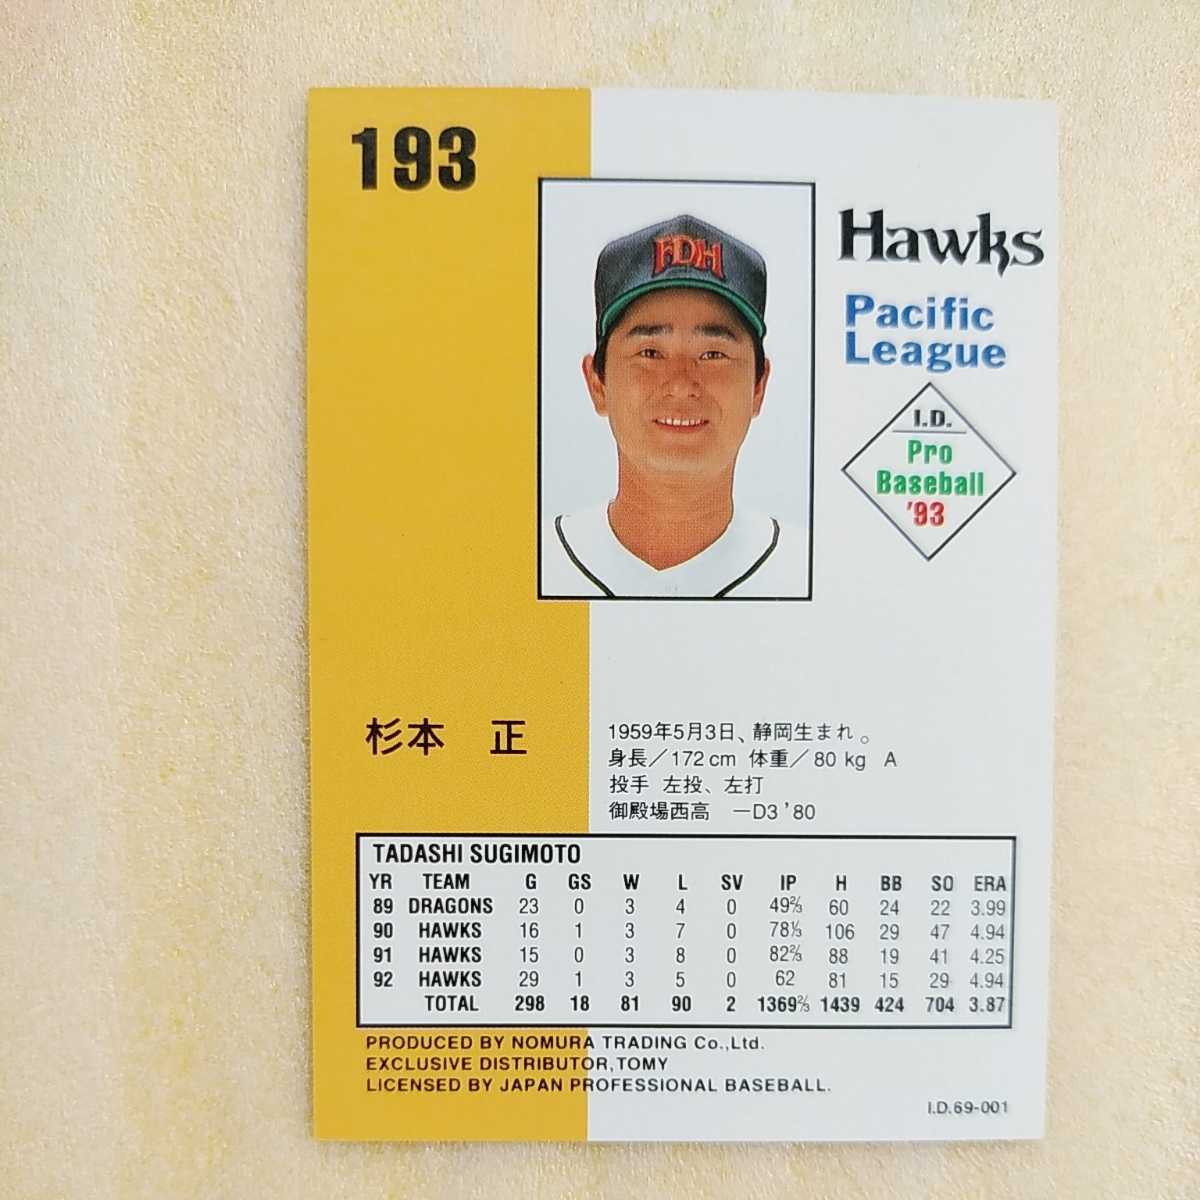 193
FDH
Hawks
Pacific
League
I.D.
Pro
Baseball
'93
杉本 正
1959年5月3日、静岡生まれ。
身長／172cm 体重／80kg A
投手 左投、左打
御殿場西高 ―D3 '80
TADASHI SUGIMOTO
YR TEAM G GS W L SV IP H BB SO ERA
89 DRAGONS 23 0 3 4 0 49⅔ 60 24 22 3.99
90 HAWKS 16 1 3 7 0 78⅓ 106 29 47 4.94
91 HAWKS 15 0 3 8 0 82⅔ 88 19 41 4.25
92 HAWKS 29 1 3 5 0 62 81 15 29 4.94
TOTAL 298 18 81 90 2 1369⅔ 1439 424 704 3.87
PRODUCED BY NOMURA TRADING Co.,Ltd.
EXCLUSIVE DISTRIBUTOR,TOMY
LICENSED BY JAPAN PROFESSIONAL BASEBALL.
I.D.69-001